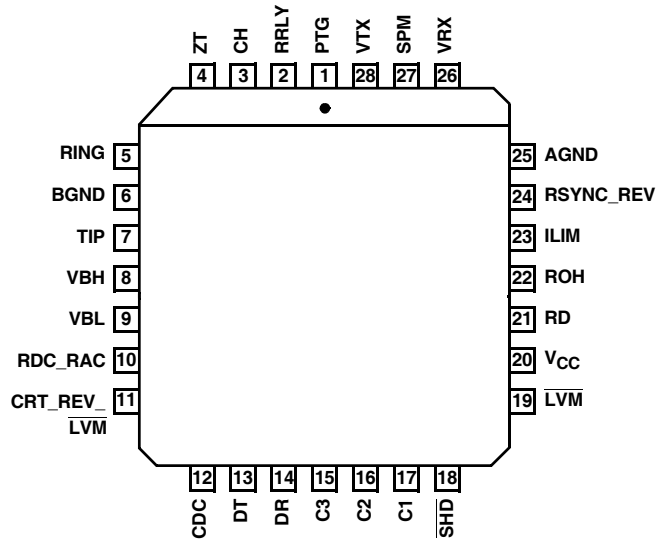 ZT CH RRLY PTG VTX SPM VRX
4 3 2 1 28 27 26
RING 5
BGND 6
TIP 7
VBH 8
VBL 9
RDC_RAC 10
CRT_REV_ 11
LVM
25 AGND
24 RSYNC_REV
23 ILIM
22 ROH
21 RD
20 VCC
19 LVM
12 13 14 15 16 17 18
CDC DT DR C3 C2 C1 SHD